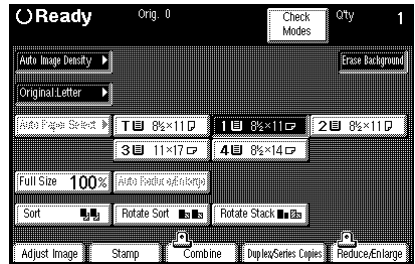 Ready Orig. 0 Check Modes Q'ty 1
Auto Image Density Erase Background
Original:Letter
Auto Paper Select T 8½×11 1 8½×11 2 8½×11
3 11×17 4 8½×14
Full Size 100% Auto Reduce/Enlarge
Sort Rotate Sort Rotate Stack
Adjust Image Stamp Combine Duplex/Series Copies Reduce/Enlarge